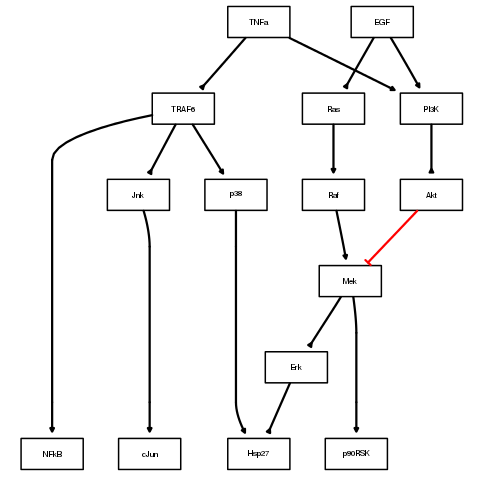 TNFa
EGF
TRAF6
Ras
PI3K
Jnk
p38
Raf
Akt
Mek
Erk
NFkB
cJun
Hsp27
p90RSK